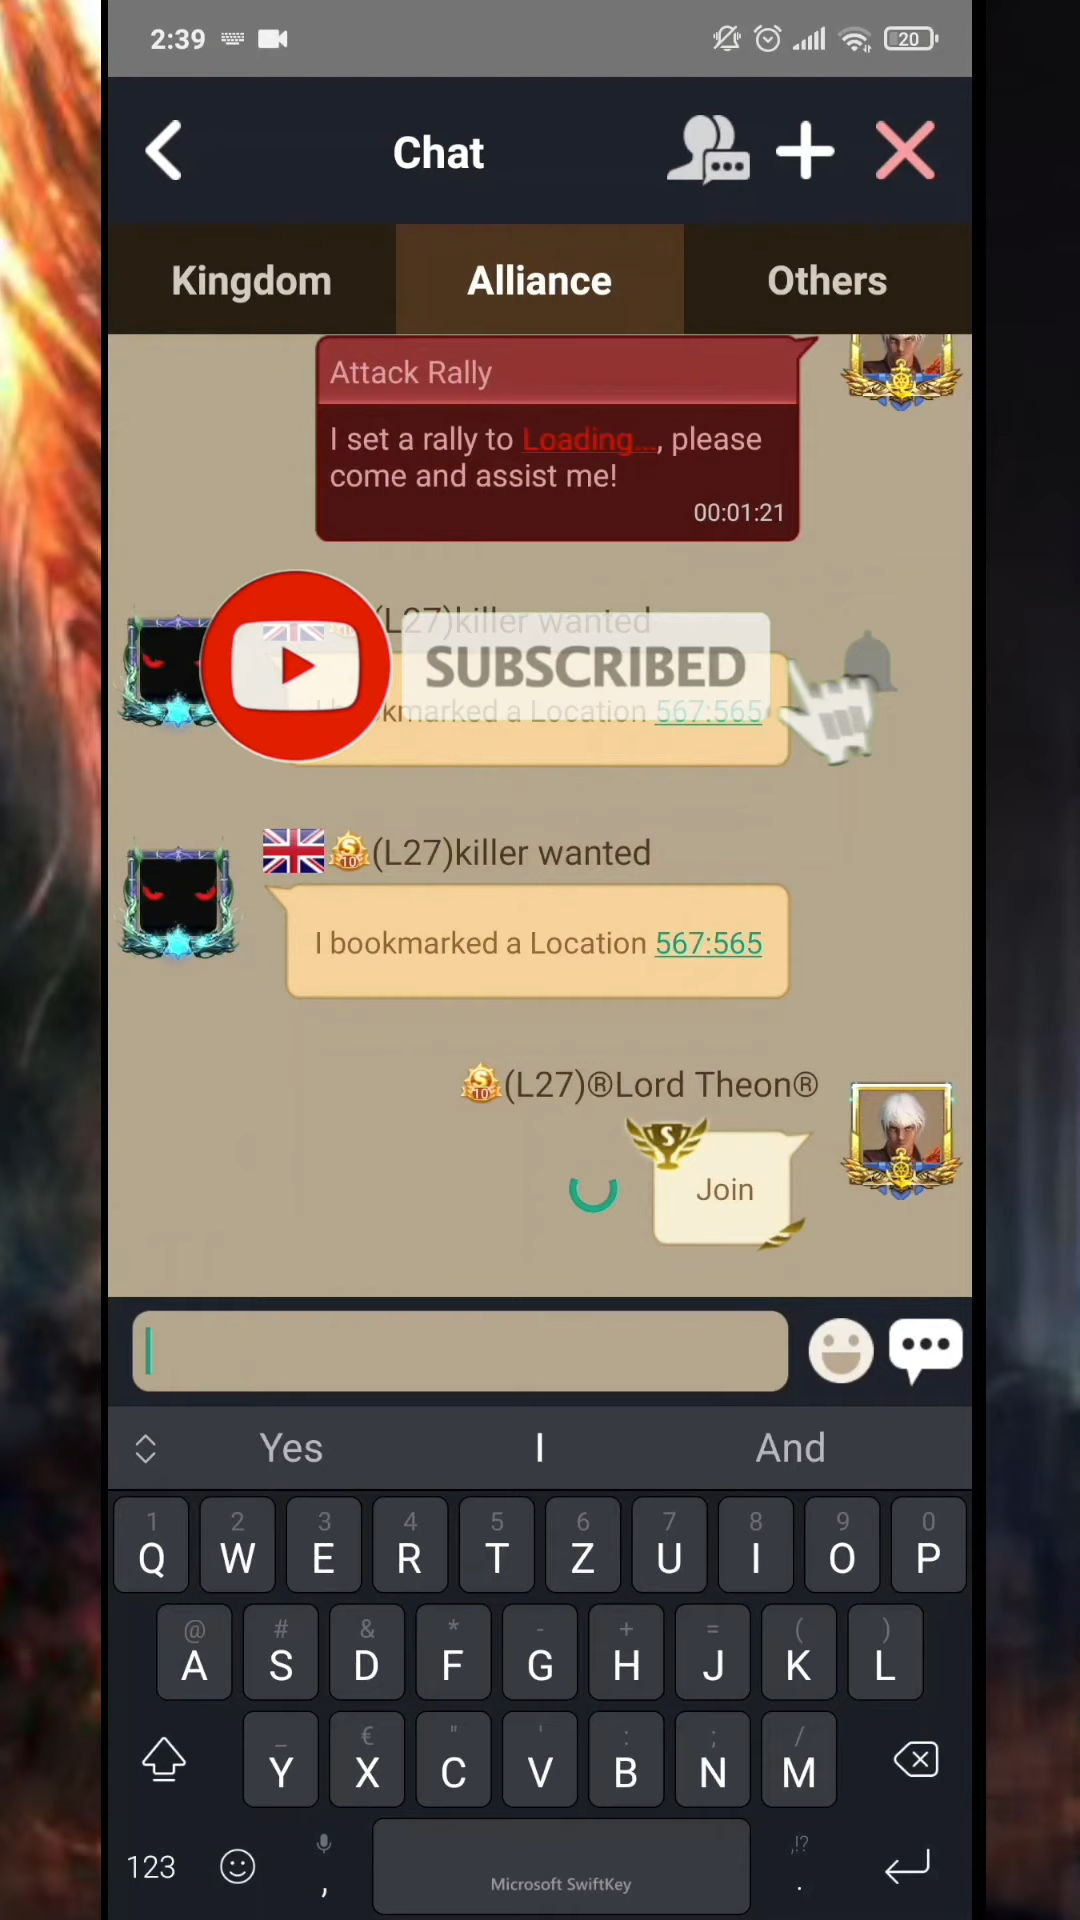 2:39
20
Chat
Kingdom
Alliance
Others
Attack Rally
I set a rally to Loading..., please
come and assist me!
00:01:21
(L27)killer wanted
SUBSCRIBED
bookmarked a Location 567:565
S 10 (L27)killer wanted
I bookmarked a Location 567:565
S 10 (L27)®Lord Theon®
S
Join
Yes
I
And
1 2 3 4 5 6 7 8 9 0
Q W E R T Z U I O P
@ # & * - + = ( )
A S D F G H J K L
_ € " ' : ; /
Y X C V B N M
,!?
123 , Microsoft SwiftKey .